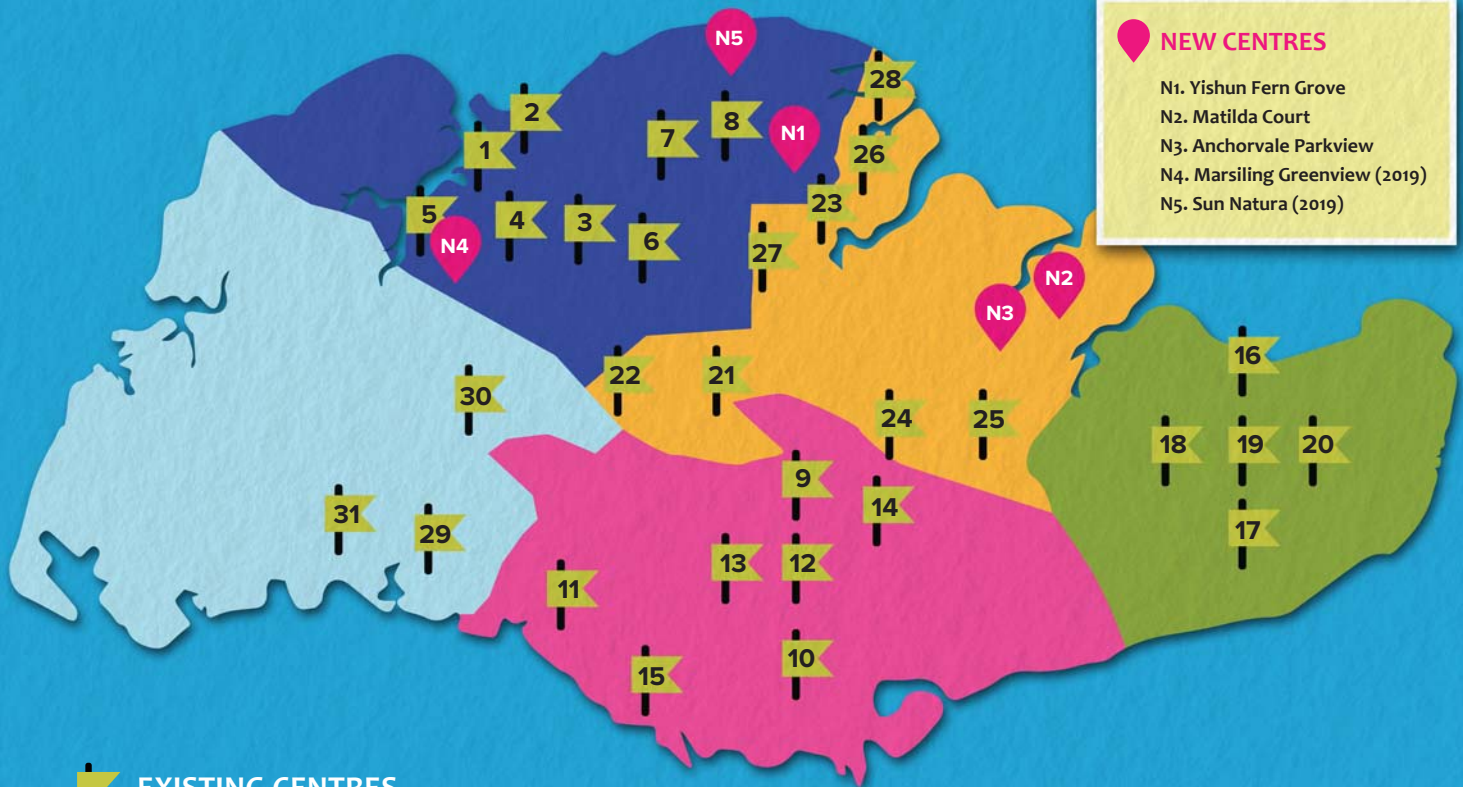 N5
NEW CENTRES
N1. Yishun Fern Grove
N2. Matilda Court
N3. Anchorvale Parkview
N4. Marsiling Greenview (2019)
N5. Sun Natura (2019)
28
2
8
N1
7
1
26
23
5
4
3
N4
6
27
N2
N3
16
22
21
30
24
25
18
19
20
9
14
31
29
17
13
12
11
10
15
EXISTING CENTRES